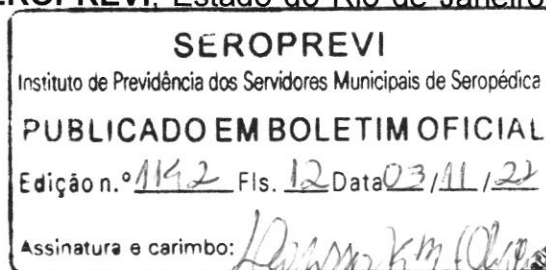 SEROPREVI, Estado do Rio de Janeiro
SEROPREVI
Instituto de Previdência dos Servidores Municipais de Seropédica
PUBLICADO EM BOLETIM OFICIAL
Edição n.º 1142 Fls. 12 Data 03/11/22
Assinatura e carimbo: